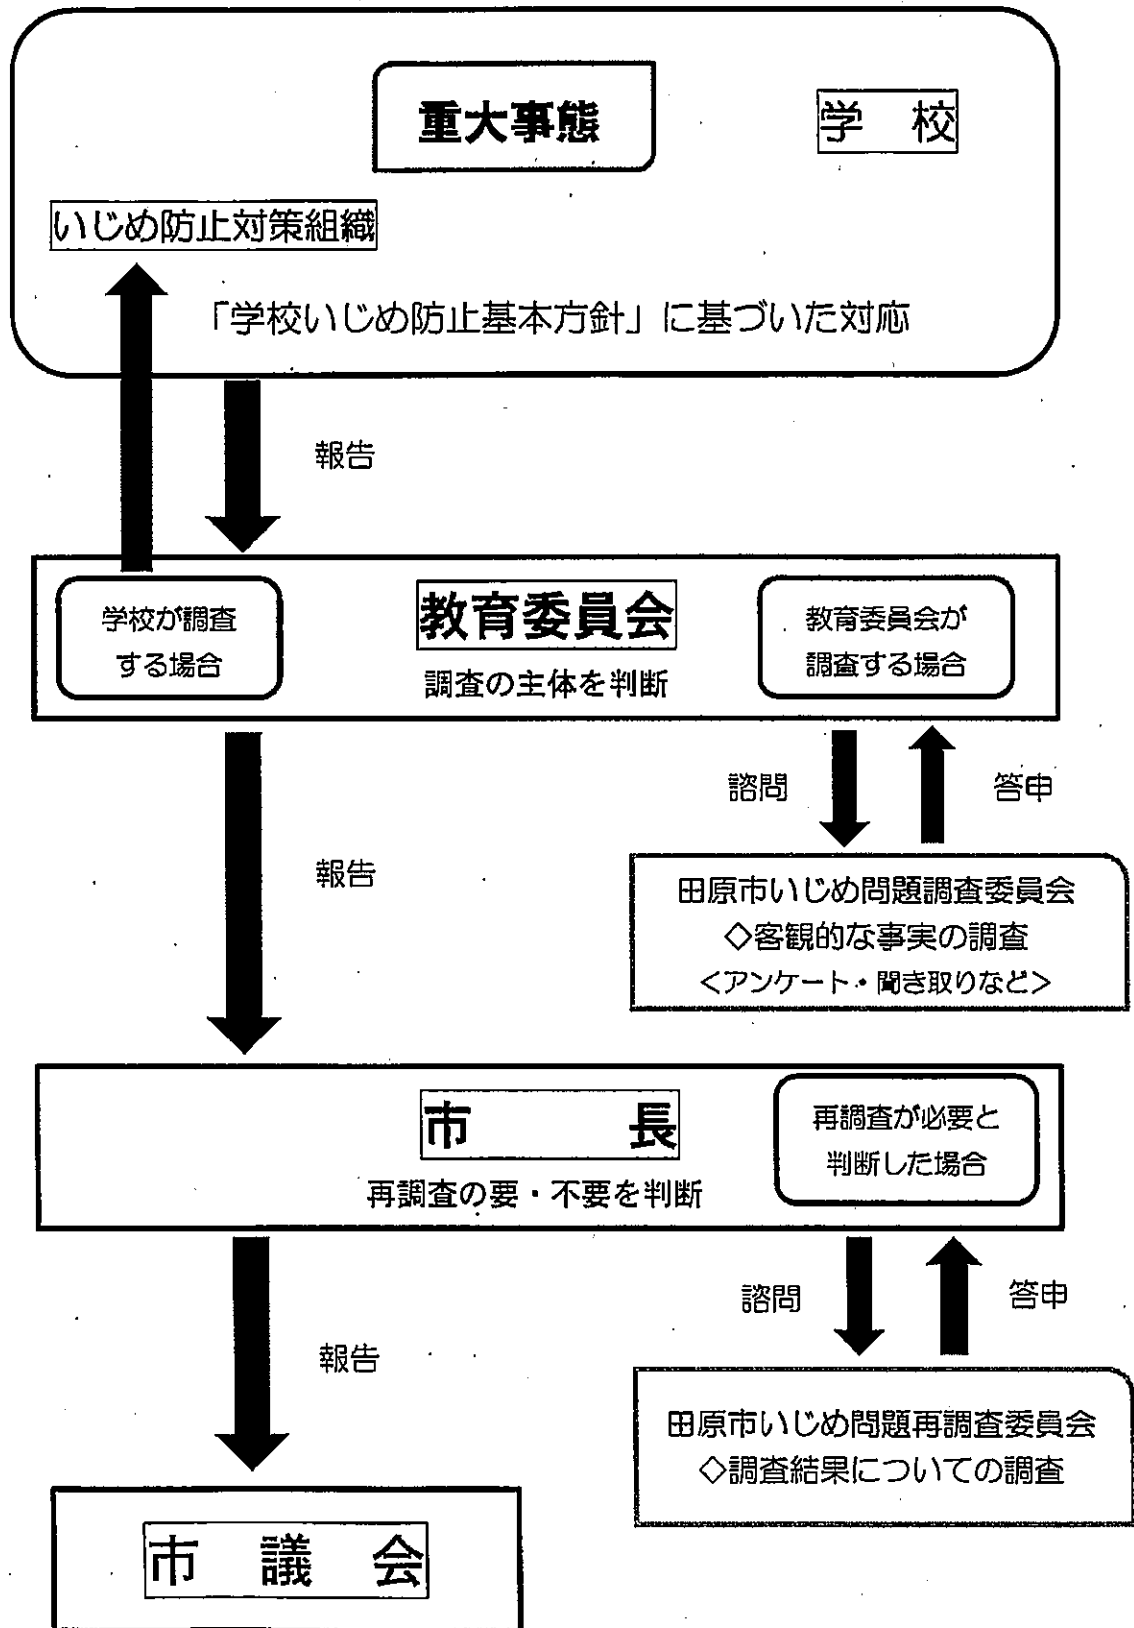 重大事態
学　校
いじめ防止対策組織
「学校いじめ防止基本方針」に基づいた対応
報告
学校が調査
する場合
教育委員会
調査の主体を判断
教育委員会が
調査する場合
諮問
答申
報告
田原市いじめ問題調査委員会
◇客観的な事実の調査
<アンケート・聞き取りなど>
市　長
再調査の要・不要を判断
再調査が必要と
判断した場合
諮問
答申
報告
田原市いじめ問題再調査委員会
◇調査結果についての調査
市　議　会